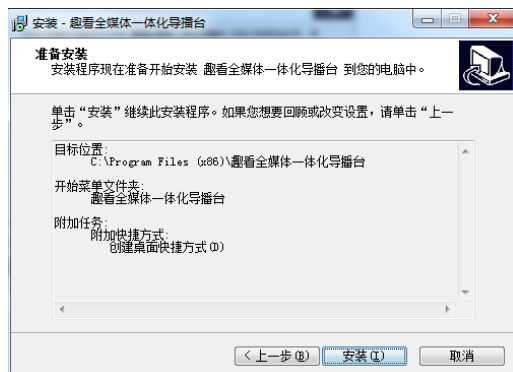 安装 - 趣看全媒体一体化导播台
准备安装
安装程序现在准备开始安装 趣看全媒体一体化导播台 到您的电脑中。
单击“安装”继续此安装程序。如果您想要回顾或改变设置，请单击“上一
步”。
目标位置:
C:\Program Files (x86)\趣看全媒体一体化导播台
开始菜单文件夹:
趣看全媒体一体化导播台
附加任务:
附加快捷方式:
创建桌面快捷方式(D)
< 上一步(B)
安装(I)
取消